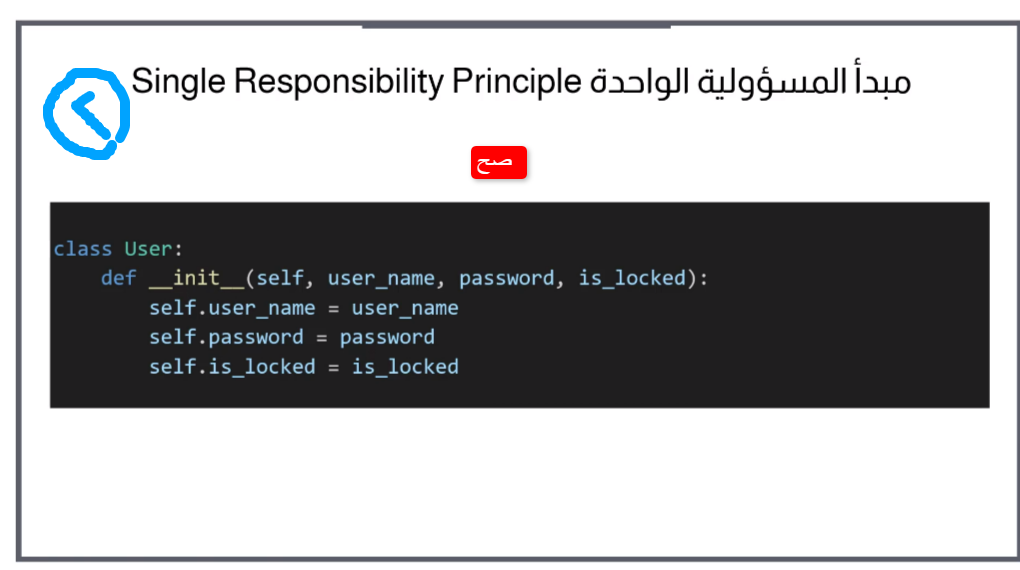 مبدأ المسؤولية الواحدة Single Responsibility Principle
صح
class User:
    def __init__(self, user_name, password, is_locked):
        self.user_name = user_name
        self.password = password
        self.is_locked = is_locked